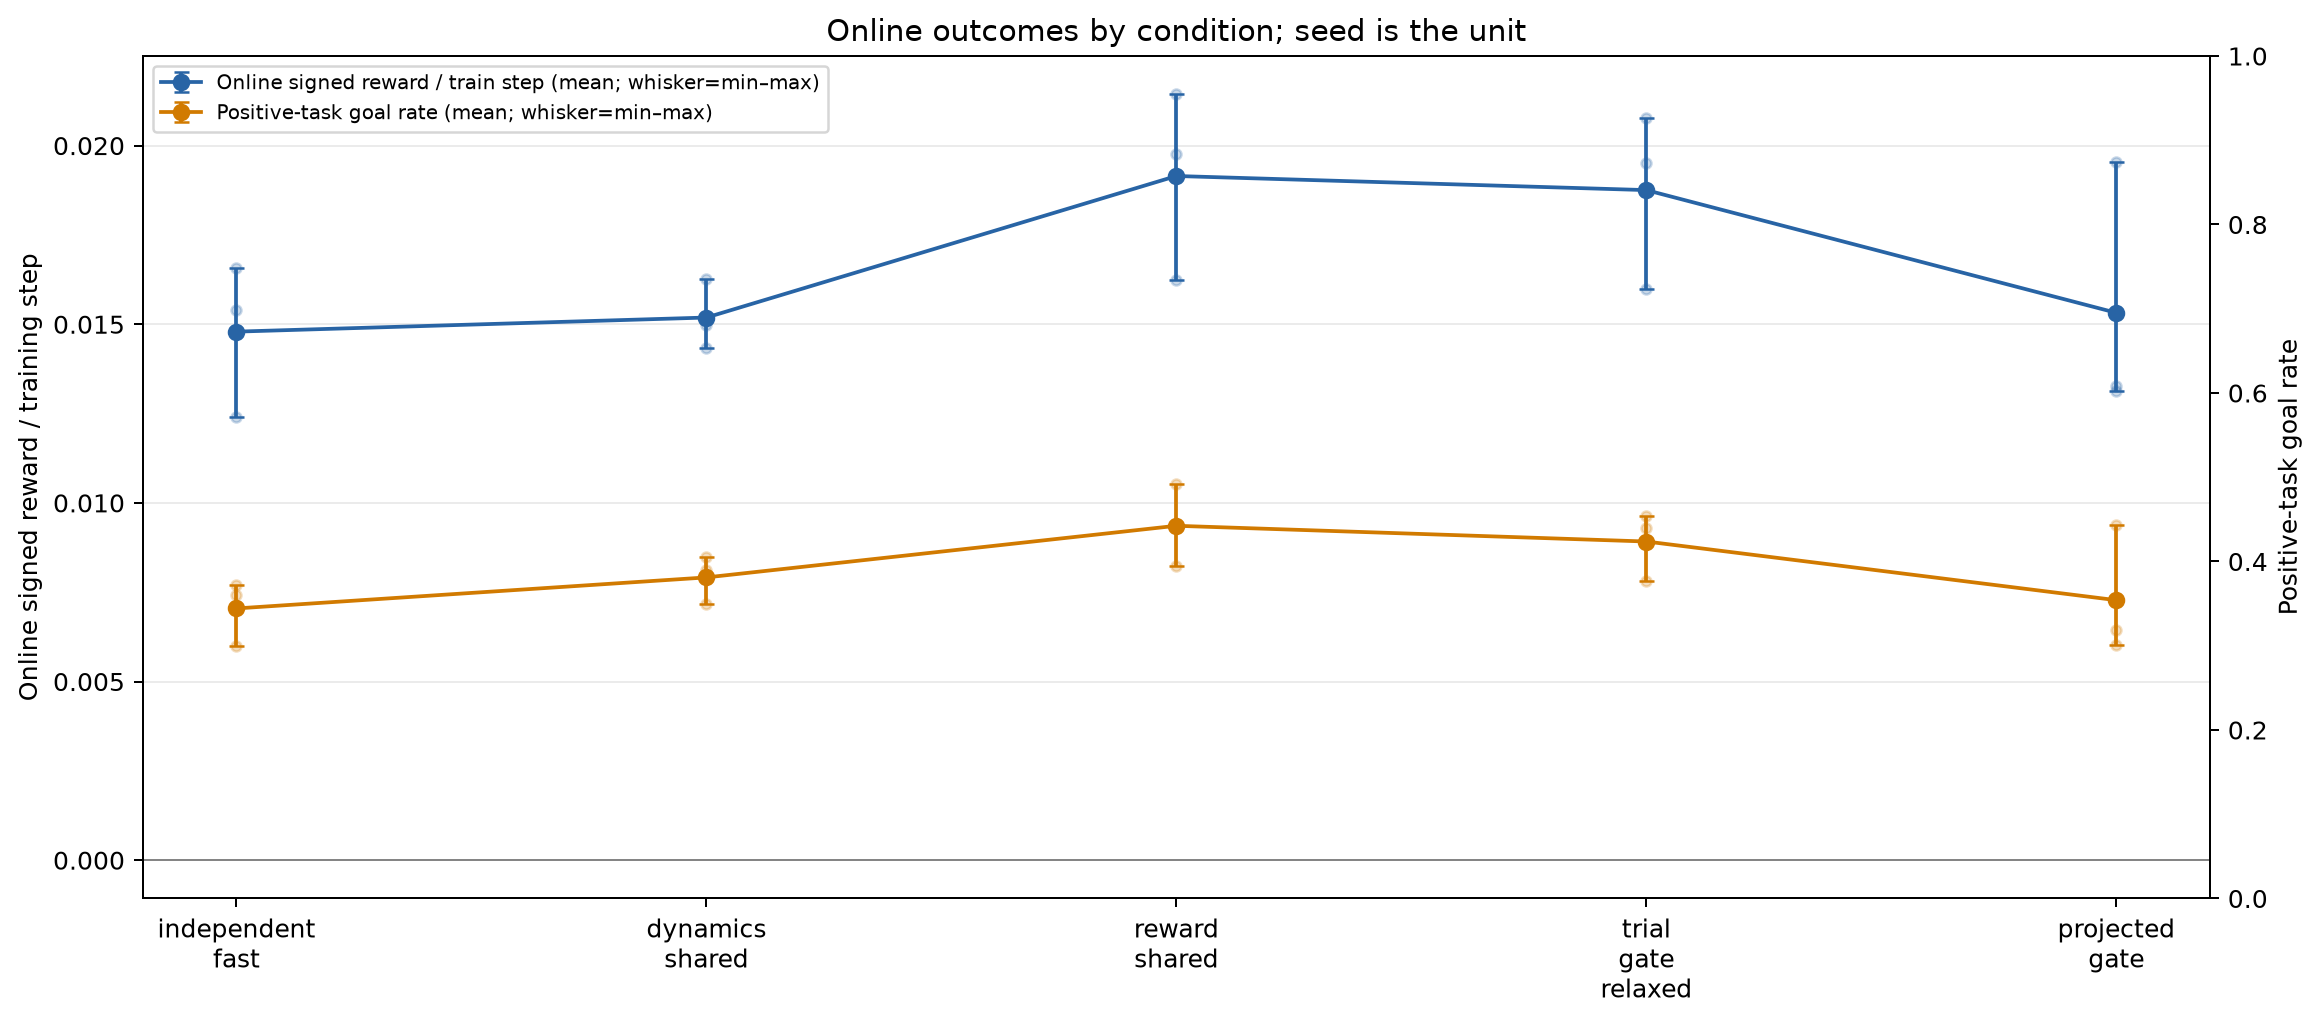 Online outcomes by condition; seed is the unit
Online signed reward / train step (mean; whisker=min–max)
Positive-task goal rate (mean; whisker=min–max)
Online signed reward / training step
0.020
0.015
0.010
0.005
0.000
1.0
0.8
0.6
0.4
0.2
0.0
Positive-task goal rate
independent
fast
dynamics
shared
reward
shared
trial
gate
relaxed
projected
gate